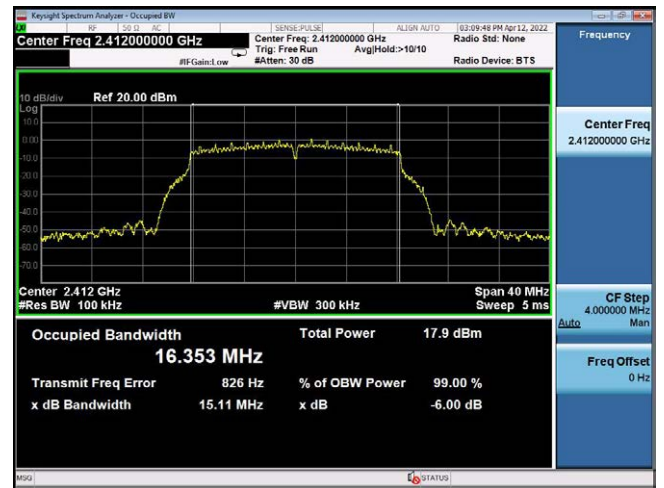 Keysight Spectrum Analyzer - Occupied BW
RF 50 Ω AC SENSE:PULSE ALIGN AUTO 03:09:48 PM Apr 12, 2022
Center Freq 2.412000000 GHz
Center Freq: 2.412000000 GHz
Radio Std: None
Trig: Free Run Avg|Hold:>10/10
#IFGain:Low #Atten: 30 dB Radio Device: BTS
Frequency
10 dB/div Ref 20.00 dBm
Log
10.0
0.00
-10.0
-20.0
-30.0
-40.0
-50.0
-60.0
-70.0
Center 2.412 GHz Span 40 MHz
#Res BW 100 kHz #VBW 300 kHz Sweep 5 ms
Occupied Bandwidth Total Power 17.9 dBm
16.353 MHz
Transmit Freq Error 826 Hz % of OBW Power 99.00 %
x dB Bandwidth 15.11 MHz x dB -6.00 dB
Center Freq
2.412000000 GHz
CF Step
4.000000 MHz
Auto Man
Freq Offset
0 Hz
MSG STATUS